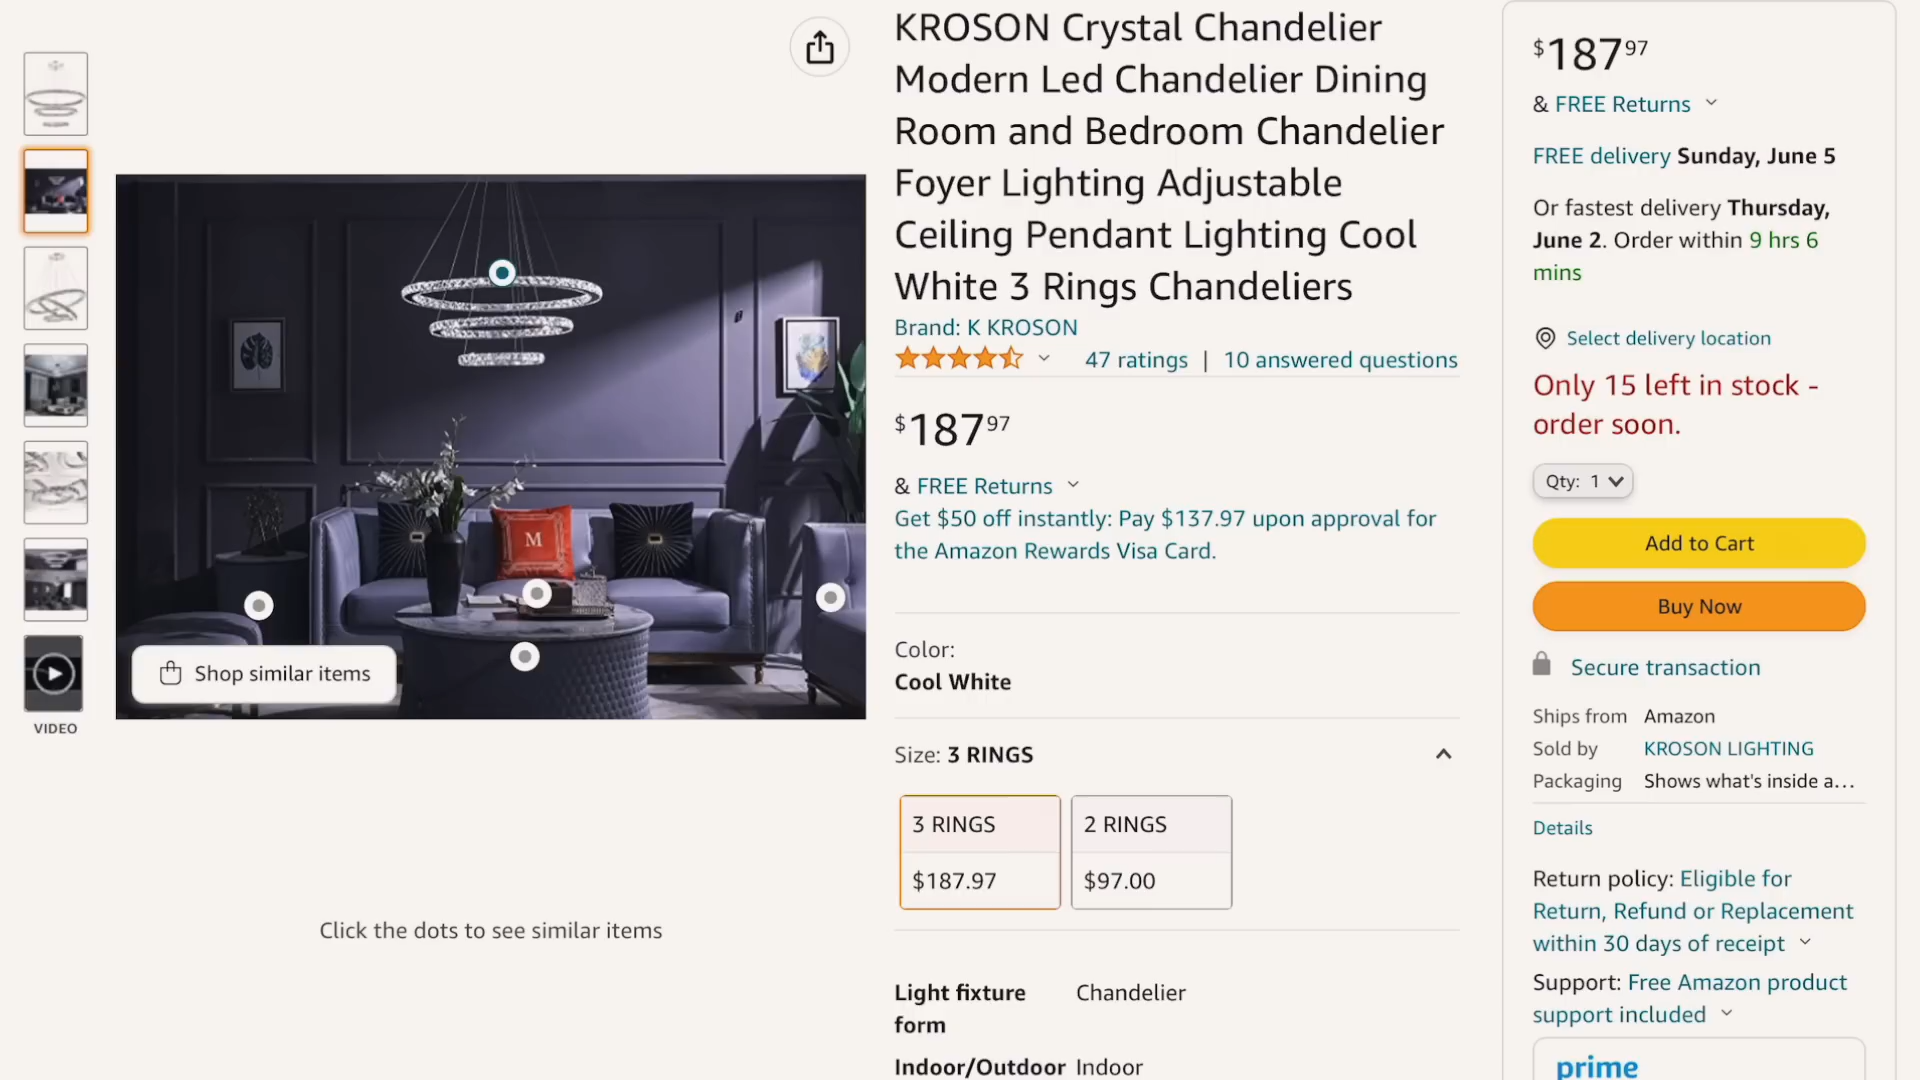 VIDEO
M
Shop similar items
Click the dots to see similar items
KROSON Crystal Chandelier
Modern Led Chandelier Dining
Room and Bedroom Chandelier
Foyer Lighting Adjustable
Ceiling Pendant Lighting Cool
White 3 Rings Chandeliers
Brand: K KROSON
47 ratings | 10 answered questions
$187.97
& FREE Returns
Get $50 off instantly: Pay $137.97 upon approval for
the Amazon Rewards Visa Card.
Color:
Cool White
Size: 3 RINGS
3 RINGS
$187.97
2 RINGS
$97.00
Light fixture Chandelier
form
Indoor/Outdoor Indoor
$187.97
& FREE Returns
FREE delivery Sunday, June 5
Or fastest delivery Thursday,
June 2. Order within 9 hrs 6
mins
Select delivery location
Only 15 left in stock -
order soon.
Qty: 1
Add to Cart
Buy Now
Secure transaction
Ships from Amazon
Sold by KROSON LIGHTING
Packaging Shows what's inside a...
Details
Return policy: Eligible for
Return, Refund or Replacement
within 30 days of receipt
Support: Free Amazon product
support included
prime